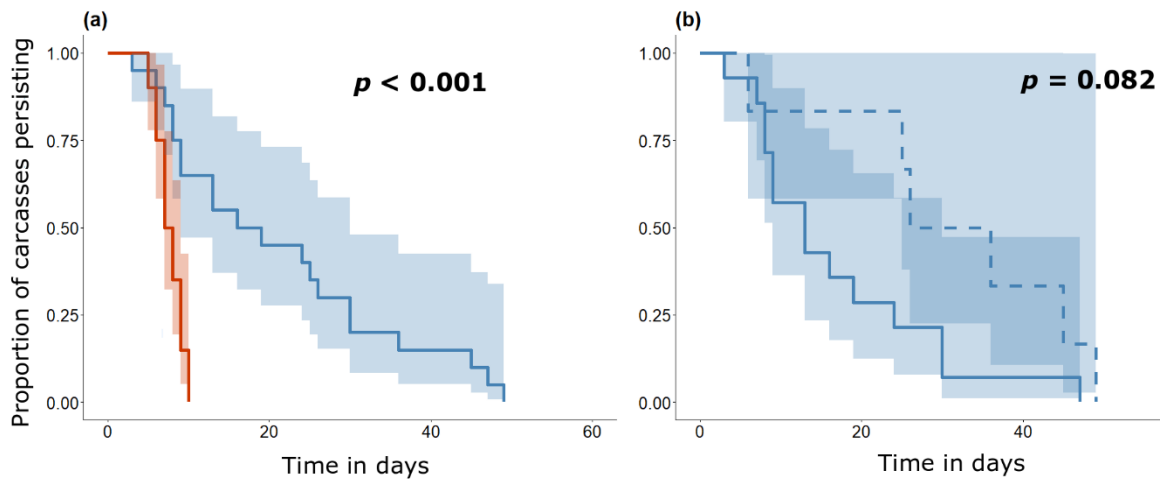 (a)
(b)
Proportion of carcasses persisting
1.00
0.75
0.50
0.25
0.00
p < 0.001
0
20
40
60
Time in days
1.00
0.75
0.50
0.25
0.00
p = 0.082
0
20
40
Time in days